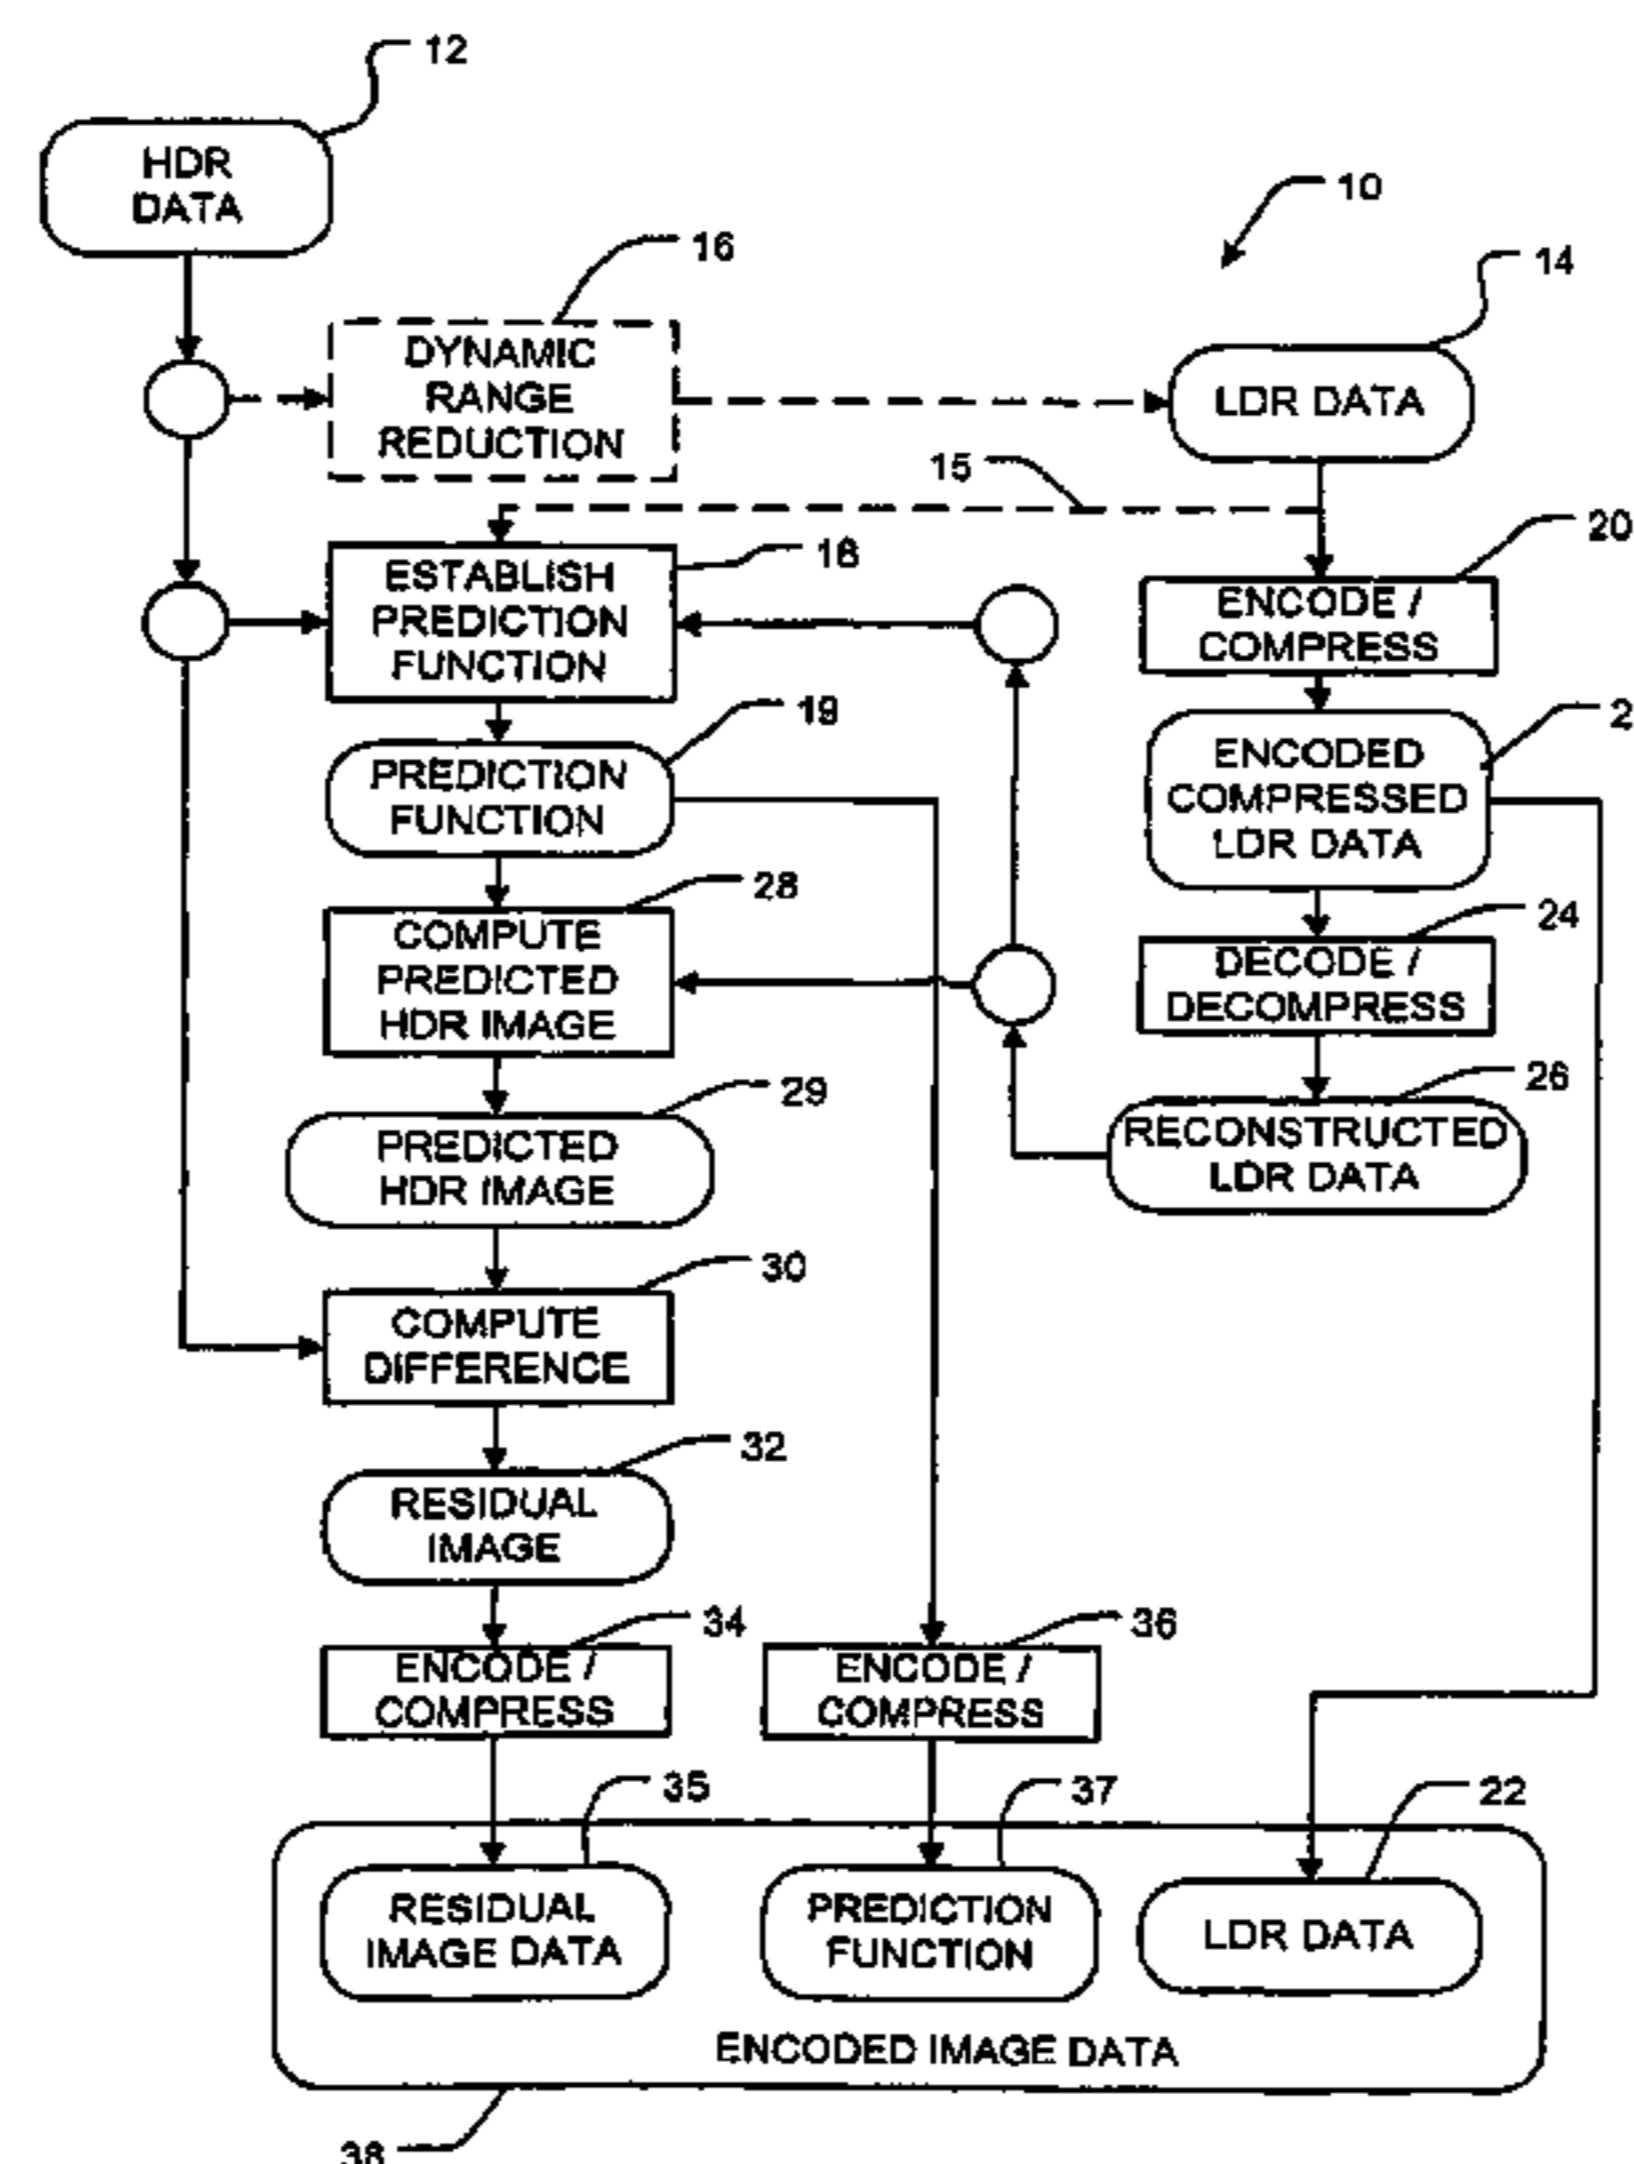 12
HDR
DATA
10
16
14
DYNAMIC
RANGE
REDUCTION
LDR DATA
15
20
18
ESTABLISH
PREDICTION
FUNCTION
ENCODE /
COMPRESS
19
2
PREDICTION
FUNCTION
ENCODED
COMPRESSED
LDR DATA
28
24
COMPUTE
PREDICTED
HDR IMAGE
DECODE /
DECOMPRESS
29
26
PREDICTED
HDR IMAGE
RECONSTRUCTED
LDR DATA
30
COMPUTE
DIFFERENCE
32
RESIDUAL
IMAGE
34
36
ENCODE /
COMPRESS
ENCODE /
COMPRESS
35
37
22
RESIDUAL
IMAGE DATA
PREDICTION
FUNCTION
LDR DATA
ENCODED IMAGE DATA
38